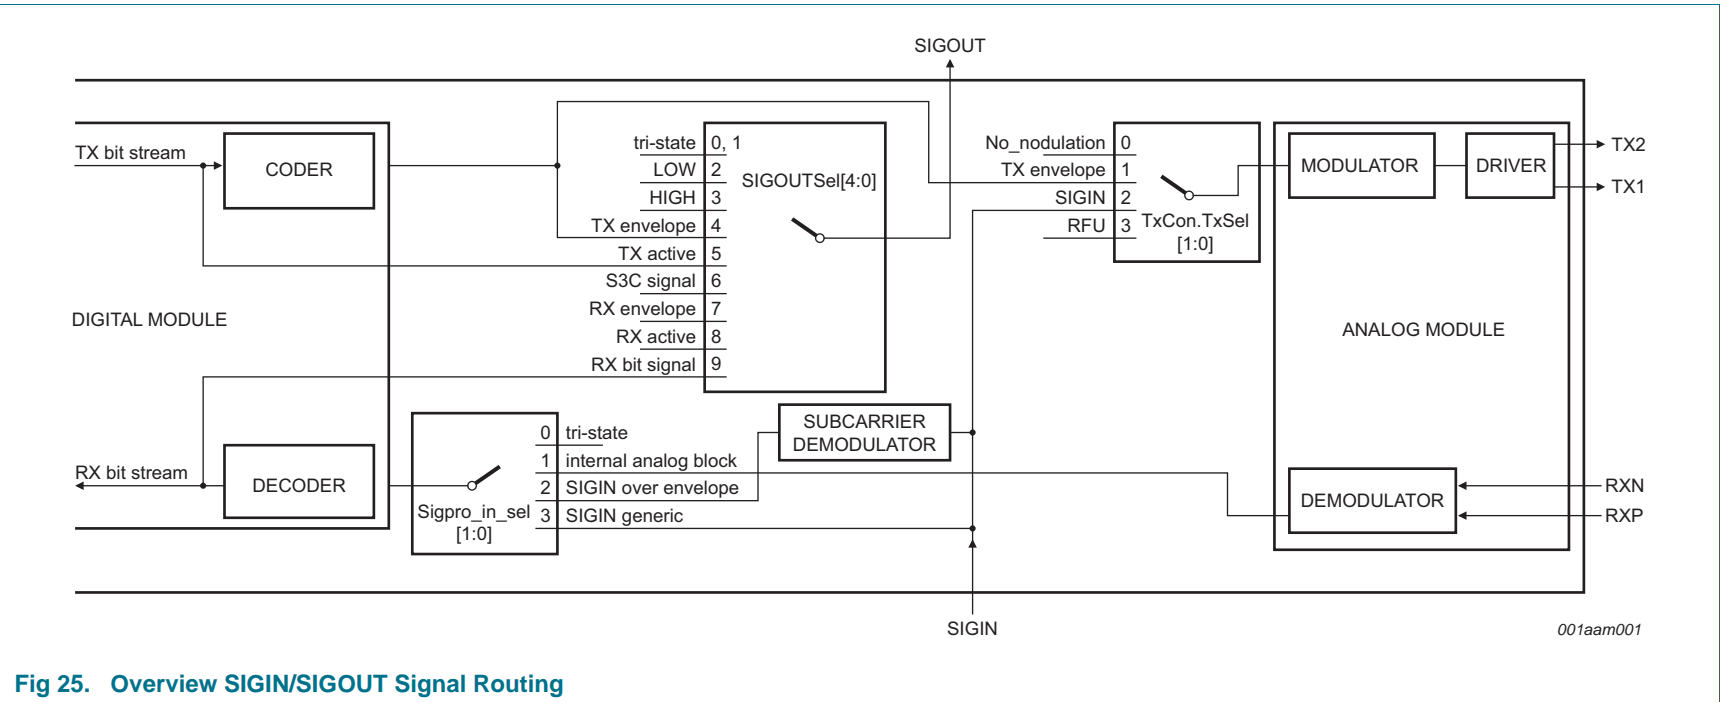 SIGOUT
TX bit stream
CODER
tri-state 0, 1
LOW 2
HIGH 3
TX envelope 4
TX active 5
S3C signal 6
RX envelope 7
RX active 8
RX bit signal 9
SIGOUTSel[4:0]
No_nodulation 0
TX envelope 1
SIGIN 2
RFU 3
TxCon.TxSel
[1:0]
MODULATOR
DRIVER
TX2
TX1
DIGITAL MODULE
ANALOG MODULE
SUBCARRIER
DEMODULATOR
RX bit stream
DECODER
Sigpro_in_sel
[1:0]
0 tri-state
1 internal analog block
2 SIGIN over envelope
3 SIGIN generic
DEMODULATOR
RXN
RXP
SIGIN
001aam001
Fig 25. Overview SIGIN/SIGOUT Signal Routing